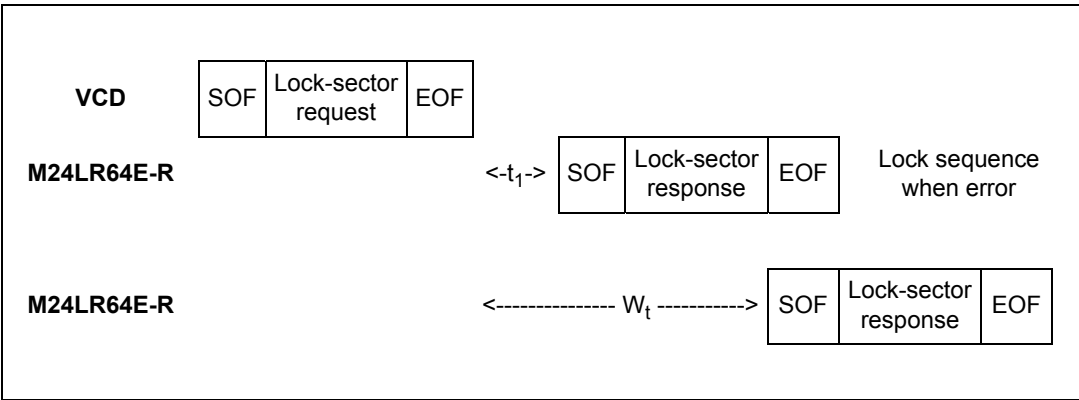 VCD SOF Lock-sector request EOF
M24LR64E-R <-t1-> SOF Lock-sector response EOF Lock sequence when error
M24LR64E-R <--------------- Wt -----------> SOF Lock-sector response EOF